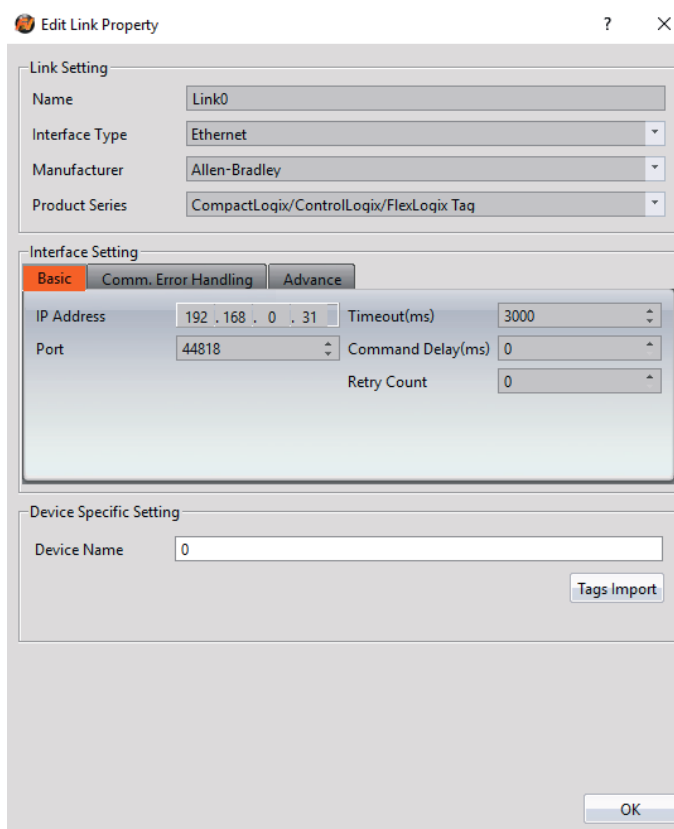 Edit Link Property
?
Link Setting
Name Link0
Interface Type Ethernet
Manufacturer Allen-Bradley
Product Series CompactLogix/ControlLogix/FlexLogix Tag
Interface Setting
Basic Comm. Error Handling Advance
IP Address 192 . 168 . 0 . 31 Timeout(ms) 3000
Port 44818 Command Delay(ms) 0
Retry Count 0
Device Specific Setting
Device Name 0
Tags Import
OK